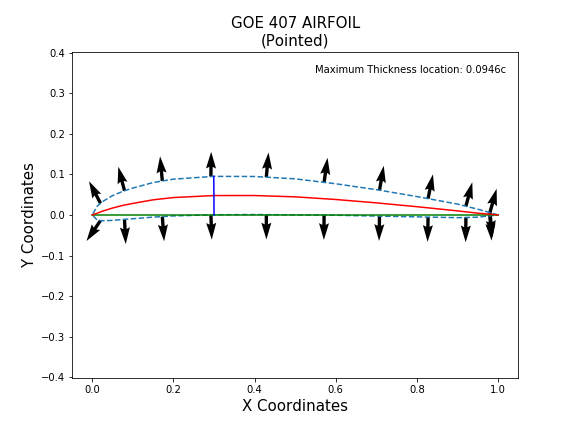 GOE 407 AIRFOIL
(Pointed)
Maximum Thickness location: 0.0946c
0.4
0.3
0.2
0.1
0.0
−0.1
−0.2
−0.3
−0.4
Y Coordinates
0.0 0.2 0.4 0.6 0.8 1.0
X Coordinates